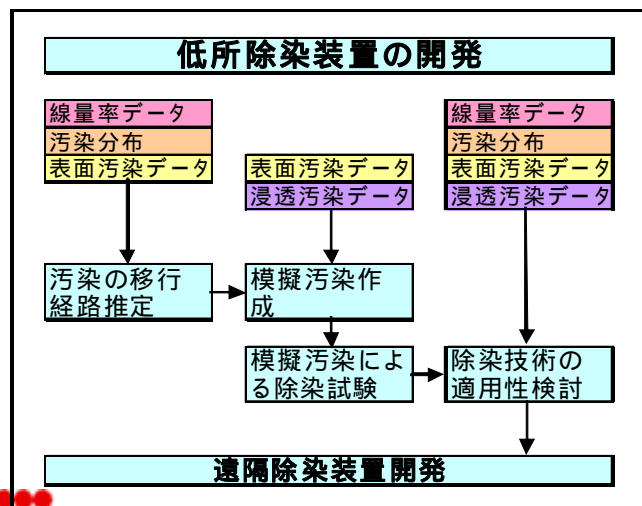 低所除染装置の開発
線量率データ
汚染分布
表面汚染データ
表面汚染データ
浸透汚染データ
線量率データ
汚染分布
表面汚染データ
浸透汚染データ
汚染の移行
経路推定
模擬汚染作
成
模擬汚染によ
る除染試験
除染技術の
適用性検討
遠隔除染装置開発